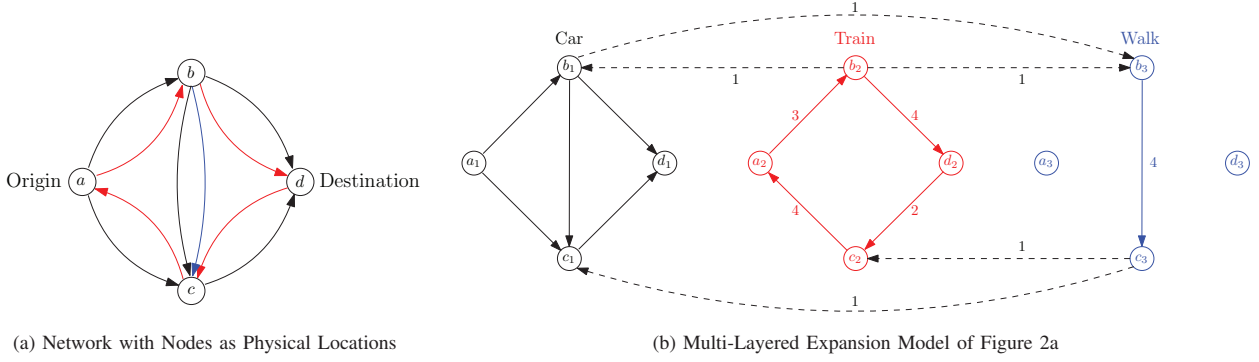 b
Origin a d Destination
c
(a) Network with Nodes as Physical Locations
1
Car Train Walk
b1 b2 b3
1 1
3 4
a1 d1 a2 d2 a3 4 d3
4 2
1
c1 c2 c3
1
(b) Multi-Layered Expansion Model of Figure 2a